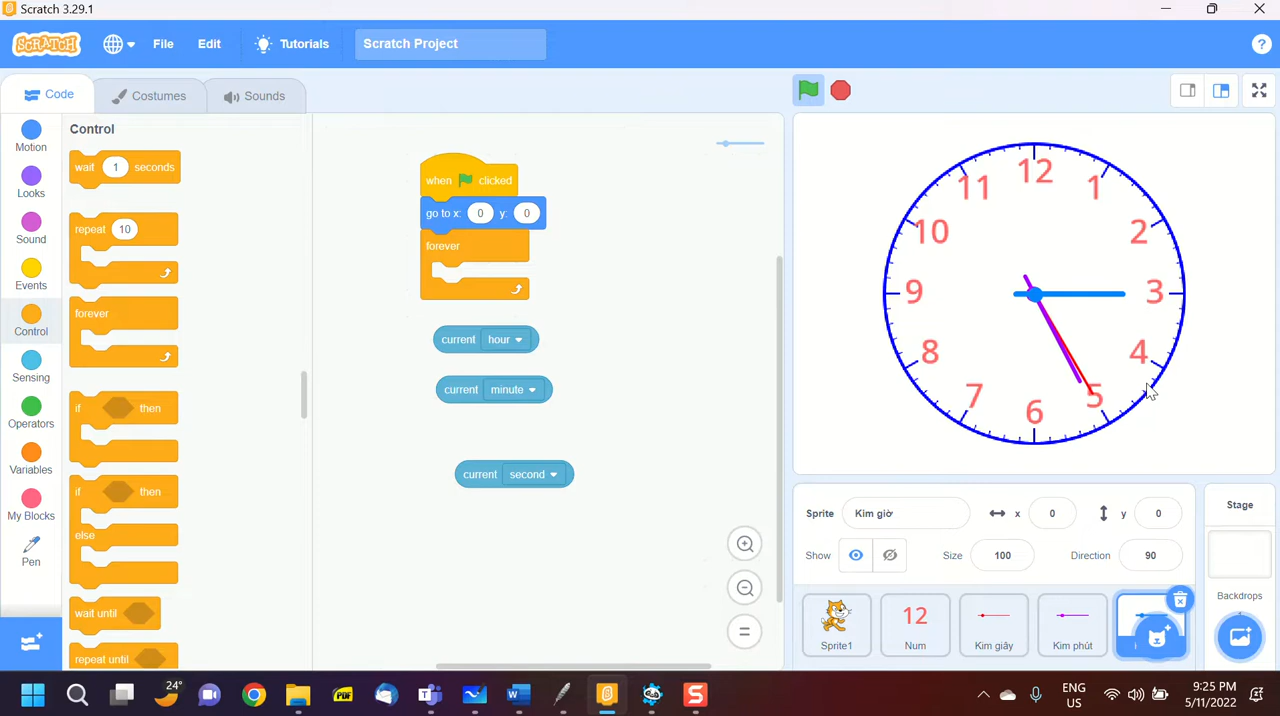 Scratch 3.29.1
SCRATCH
File
Edit
Tutorials
Scratch Project
?
Code
Costumes
Sounds
Motion
Looks
Sound
Events
Control
Sensing
Operators
Variables
My Blocks
Pen
Control
wait 1 seconds
repeat 10
forever
if then
if then
else
wait until
repeat until
when clicked
go to x: 0 y: 0
forever
current hour
current minute
current second
12
1
2
3
4
5
6
7
8
9
10
11
Sprite
Kim giờ
x 0
y 0
Show
Size 100
Direction 90
Sprite1
12
Num
Kim giây
Kim phút
Stage
Backdrops
24°
PDF
ENG
US
9:25 PM
5/11/2022